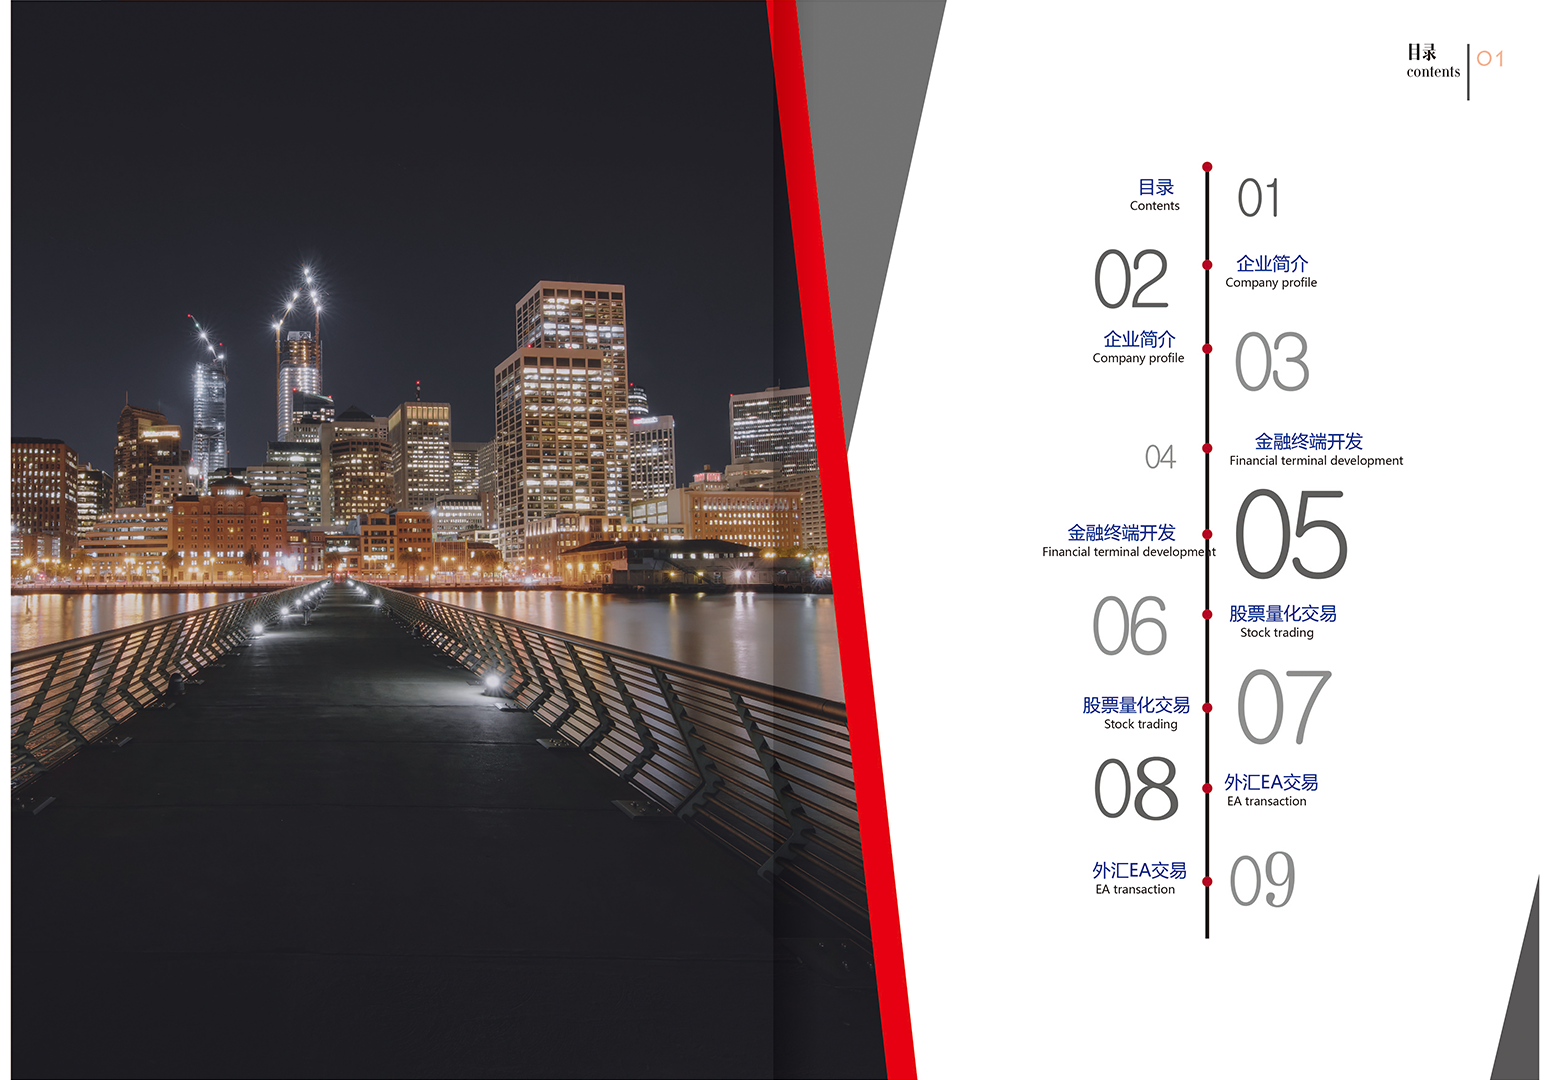 目录
contents
01
目录
Contents
01
02
企业简介
Company profile
企业简介
Company profile
03
04
金融终端开发
Financial terminal development
金融终端开发
Financial terminal development
05
06
股票量化交易
Stock trading
股票量化交易
Stock trading
07
08
外汇EA交易
EA transaction
外汇EA交易
EA transaction
09